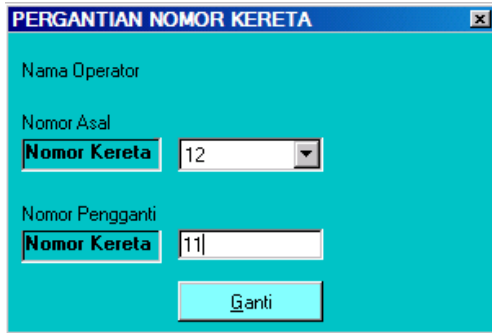 PERGANTIAN NOMOR KERETA
Nama Operator
Nomor Asal
Nomor Kereta 12
Nomor Pengganti
Nomor Kereta 11
Ganti